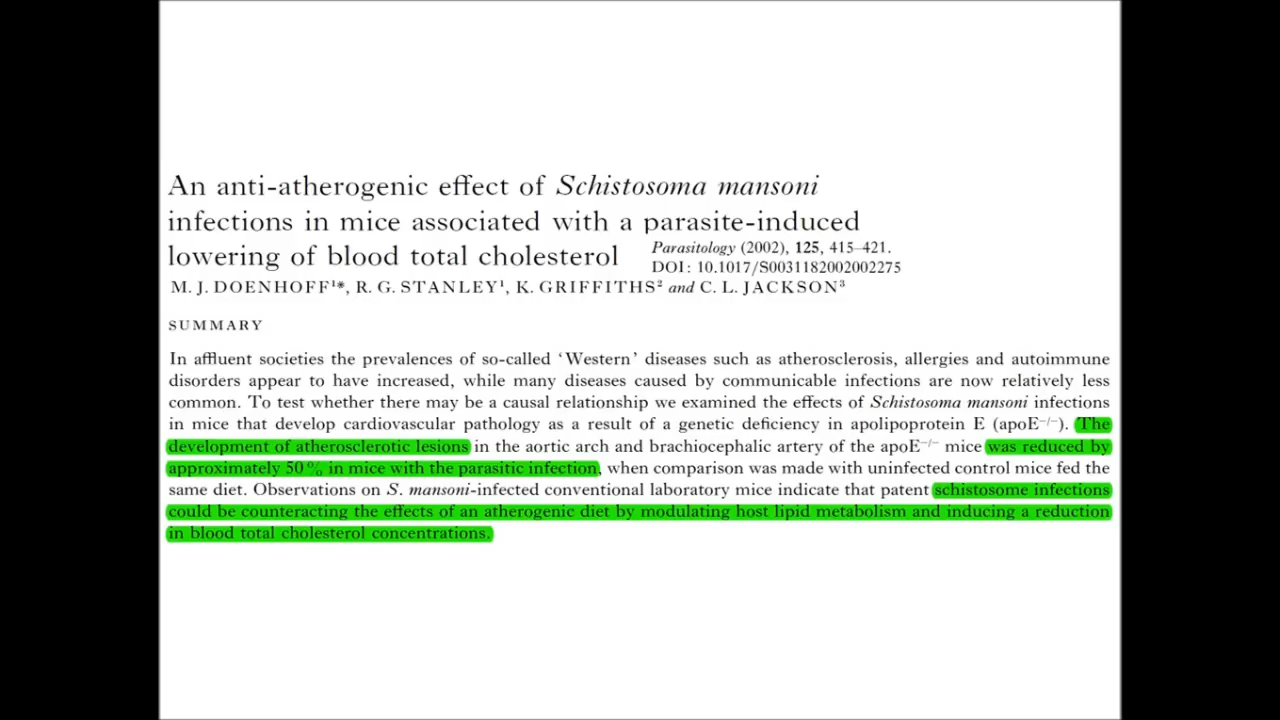 An anti-atherogenic effect of Schistosoma mansoni
infections in mice associated with a parasite-induced
lowering of blood total cholesterol
Parasitology (2002), 125, 415–421.
DOI: 10.1017/S0031182002002275
M. J. DOENHOFF¹*, R. G. STANLEY¹, K. GRIFFITHS² and C. L. JACKSON³
SUMMARY
In affluent societies the prevalences of so-called ‘Western’ diseases such as atherosclerosis, allergies and autoimmune
disorders appear to have increased, while many diseases caused by communicable infections are now relatively less
common. To test whether there may be a causal relationship we examined the effects of Schistosoma mansoni infections
in mice that develop cardiovascular pathology as a result of a genetic deficiency in apolipoprotein E (apoE⁻/⁻). The
development of atherosclerotic lesions in the aortic arch and brachiocephalic artery of the apoE⁻/⁻ mice was reduced by
approximately 50 % in mice with the parasitic infection, when comparison was made with uninfected control mice fed the
same diet. Observations on S. mansoni-infected conventional laboratory mice indicate that patent schistosome infections
could be counteracting the effects of an atherogenic diet by modulating host lipid metabolism and inducing a reduction
in blood total cholesterol concentrations.